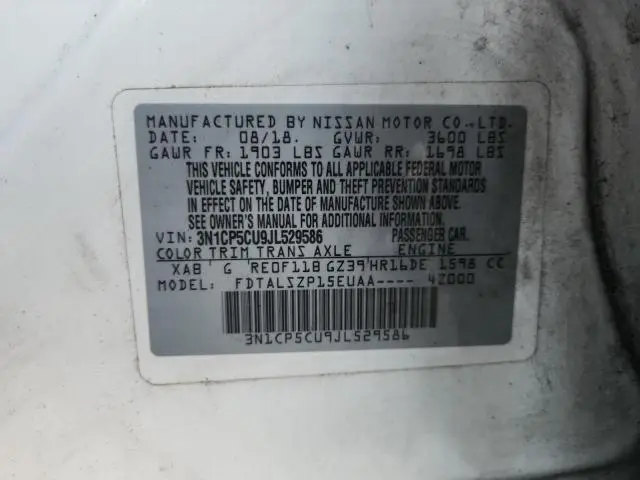 MANUFACTURED BY NISSAN MOTOR CO.,LTD.
DATE: 08/18 GVWR: 3600 LBS
GAWR FR: 1903 LBS GAWR RR: 1698 LBS
THIS VEHICLE CONFORMS TO ALL APPLICABLE FEDERAL MOTOR
VEHICLE SAFETY, BUMPER AND THEFT PREVENTION STANDARDS
IN EFFECT ON THE DATE OF MANUFACTURE SHOWN ABOVE.
SEE OWNER'S MANUAL FOR ADDITIONAL INFORMATION.
VIN: 3N1CP5CU9JL529586 PASSENGER CAR.
COLOR TRIM TRANS AXLE ENGINE
XAB G RE0F11B GZ39 HR16DE 1598 CC
MODEL: FDTALSZP15EUAA---- 42000
3N1CP5CU9JL529586